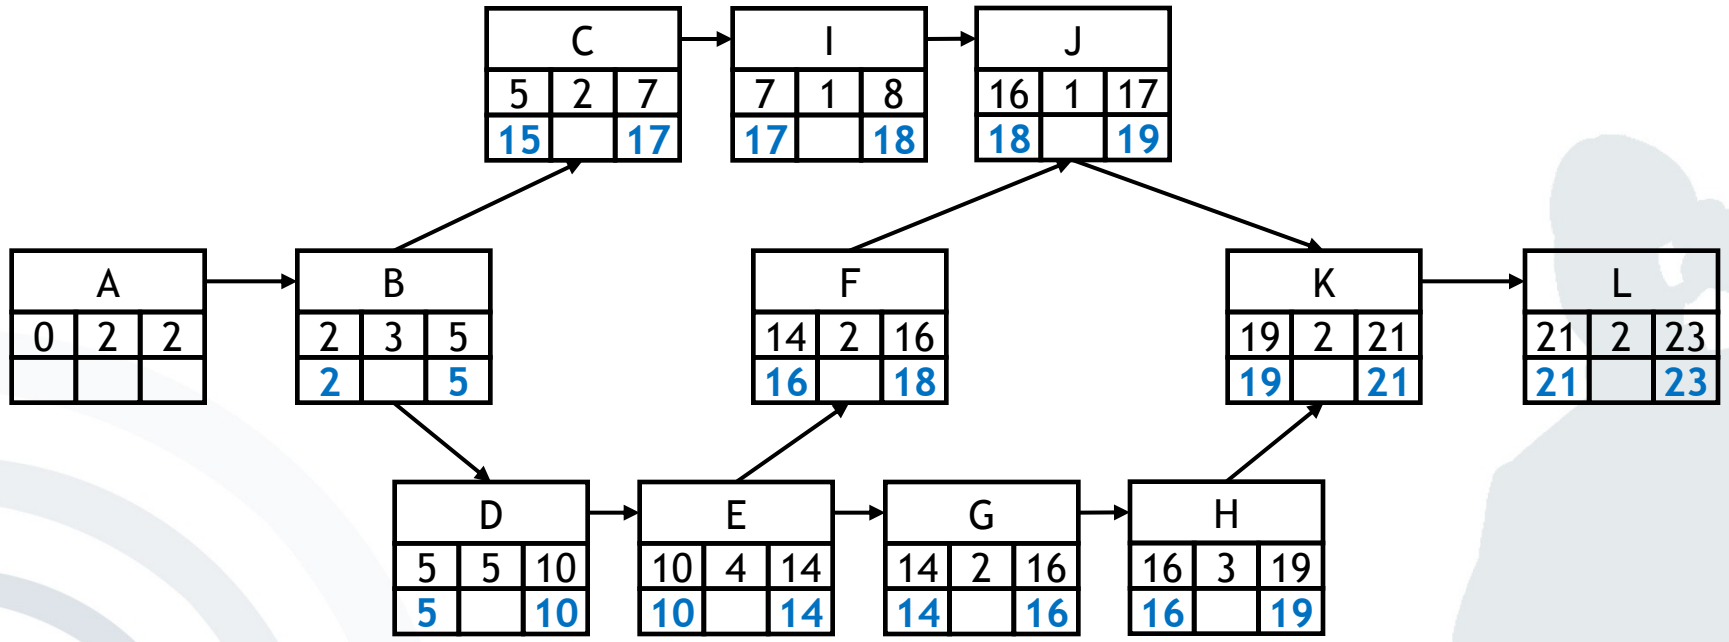 C
5 2 7
15 17
I
7 1 8
17 18
J
16 1 17
18 19
A
0 2 2
B
2 3 5
2 5
F
14 2 16
16 18
K
19 2 21
19 21
L
21 2 23
21 23
D
5 5 10
5 10
E
10 4 14
10 14
G
14 2 16
14 16
H
16 3 19
16 19